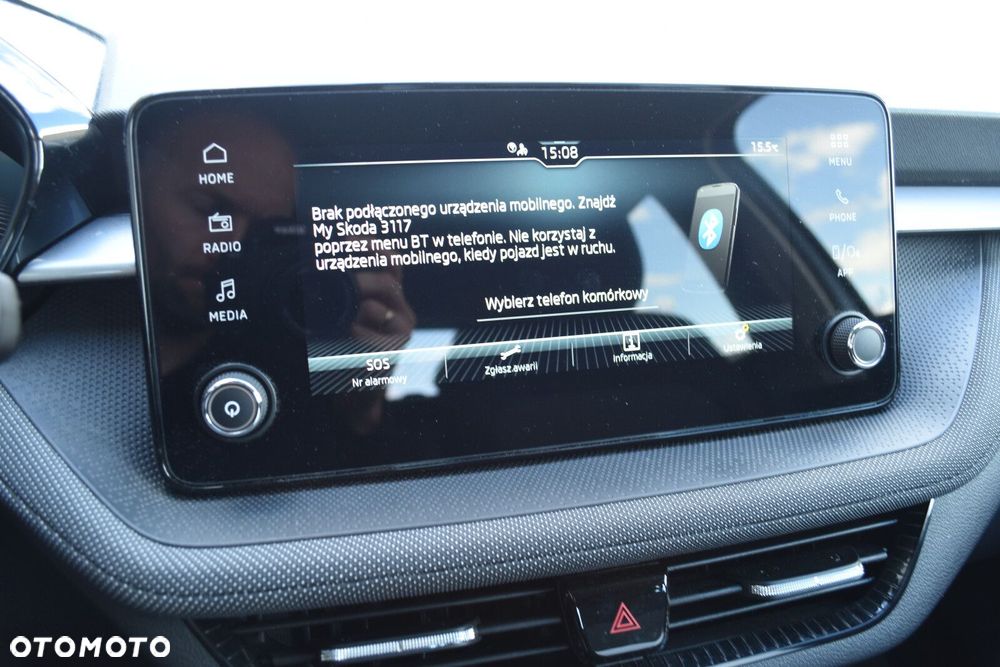 15:08
15.5°C
HOME
RADIO
MEDIA
MENU
PHONE
APP
Brak podłączonego urządzenia mobilnego. Znajdź
My Skoda 3117
poprzez menu BT w telefonie. Nie korzystaj z
urządzenia mobilnego, kiedy pojazd jest w ruchu.
Wybierz telefon komórkowy
SOS
Nr alarmowy
Zgłasz.awarii
Informacja
Ustawienia
OTOMOTO